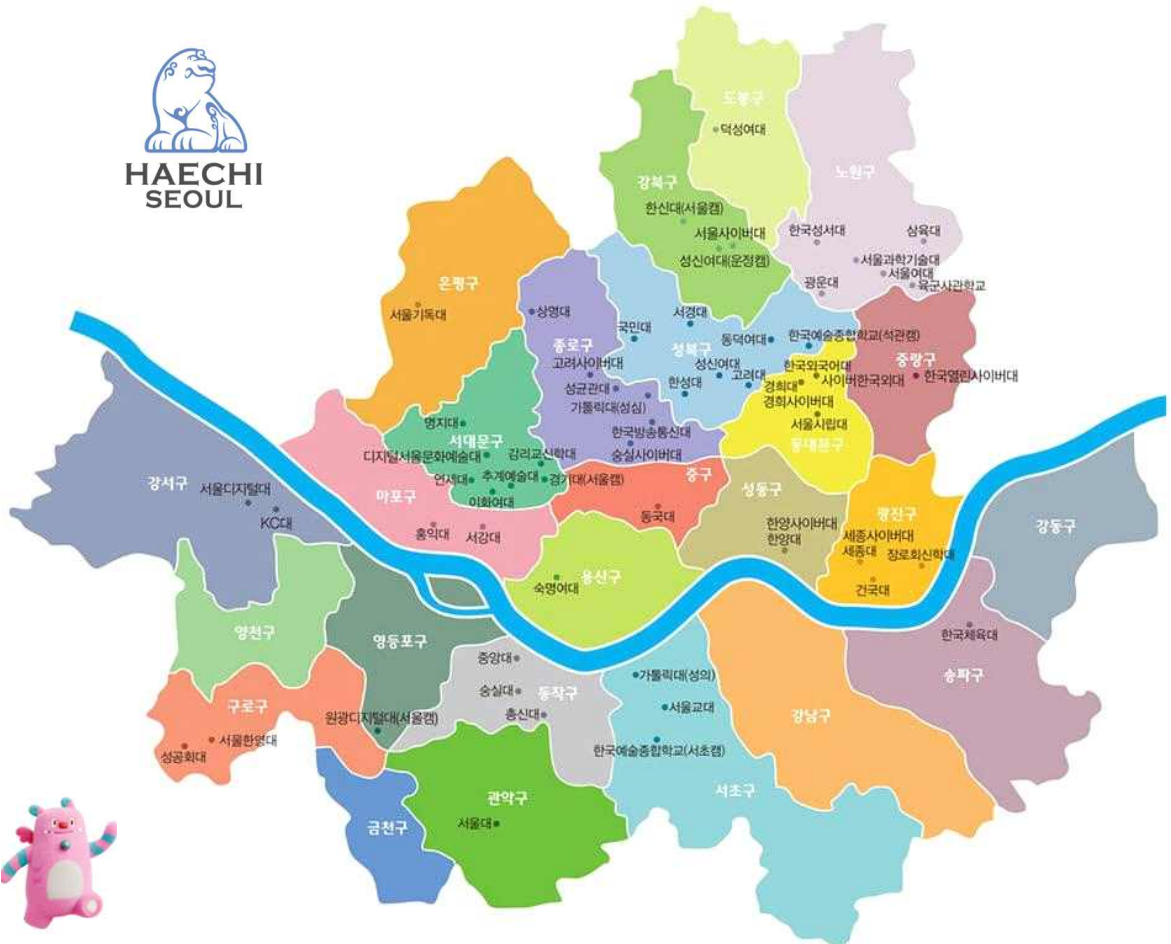 HAECHI
SEOUL
도봉구
덕성여대
노원구
강북구
한신대(서울캠)
서울사이버대
성신여대(운정캠)
한국성서대
삼육대
서울과학기술대
서울여대
육군사관학교
광운대
은평구
서울기독대
상명대
종로구
고려사이버대
성균관대
가톨릭대(성심)
한국방송통신대
숭실사이버대
서경대
국민대
성북구
동덕여대
한국예술종합학교(석관캠)
성신여대
고려대
한성대
중랑구
한국열린사이버대
한국외국어대
사이버한국외대
경희대
경희사이버대
서울시립대
동대문구
명지대
서대문구
디지털서울문화예술대
감리교신학대
연세대
추계예술대
경기대(서울캠)
이화여대
마포구
홍익대
서강대
중구
동국대
성동구
한양사이버대
한양대
광진구
세종사이버대
세종대
장로회신학대
건국대
강동구
강서구
서울디지털대
KC대
용산구
숙명여대
양천구
영등포구
원광디지털대(서울캠)
구로구
서울한영대
성공회대
중앙대
숭실대
동작구
총신대
가톨릭대(성의)
서울교대
한국예술종합학교(서초캠)
서초구
강남구
한국체육대
송파구
관악구
서울대
금천구